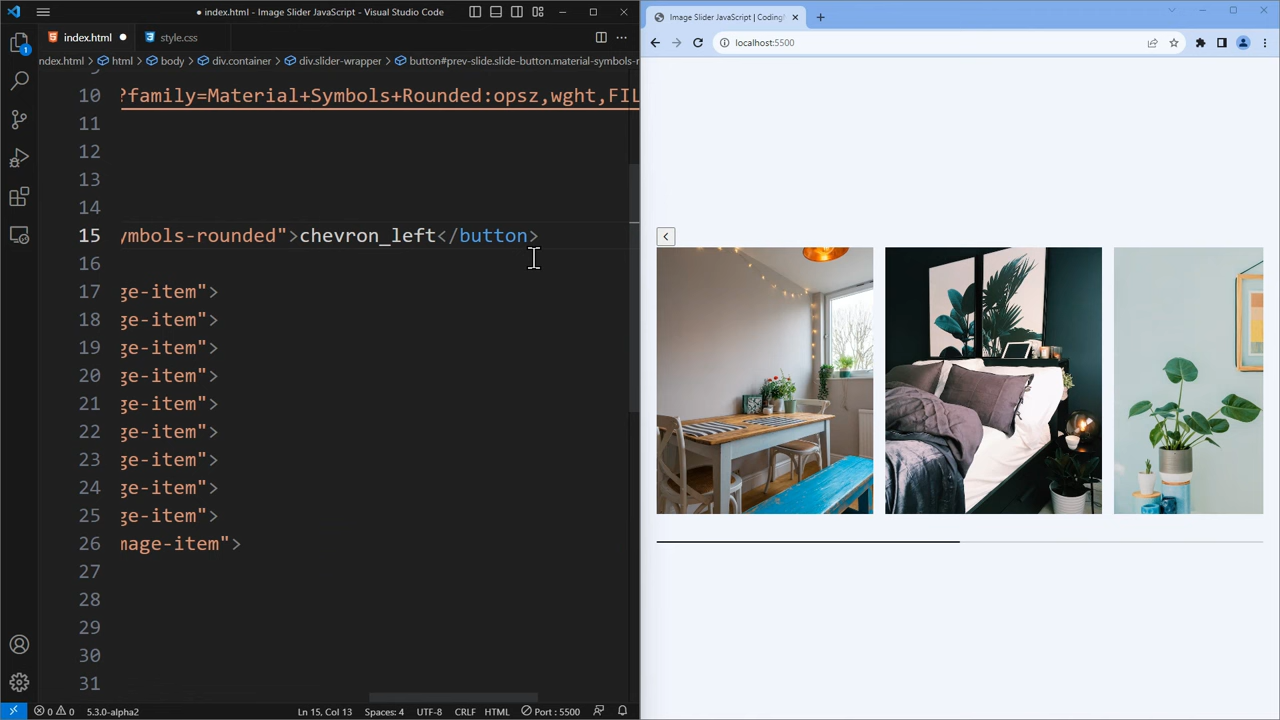 ● index.html - Image Slider JavaScript - Visual Studio Code
index.html ●
style.css
ndex.html > html > body > div.container > div.slider-wrapper > button#prev-slide.slide-button.material-symbols-r
10 ?family=Material+Symbols+Rounded:opsz,wght,FIL
11
12
13
14
15 ymbols-rounded">chevron_left</button>
16
17 ge-item">
18 ge-item">
19 ge-item">
20 ge-item">
21 ge-item">
22 ge-item">
23 ge-item">
24 ge-item">
25 ge-item">
26 mage-item">
27
28
29
30
31
1
0 0 5.3.0-alpha2 Ln 15, Col 13 Spaces: 4 UTF-8 CRLF HTML Port : 5500
Image Slider JavaScript | Coding
localhost:5500